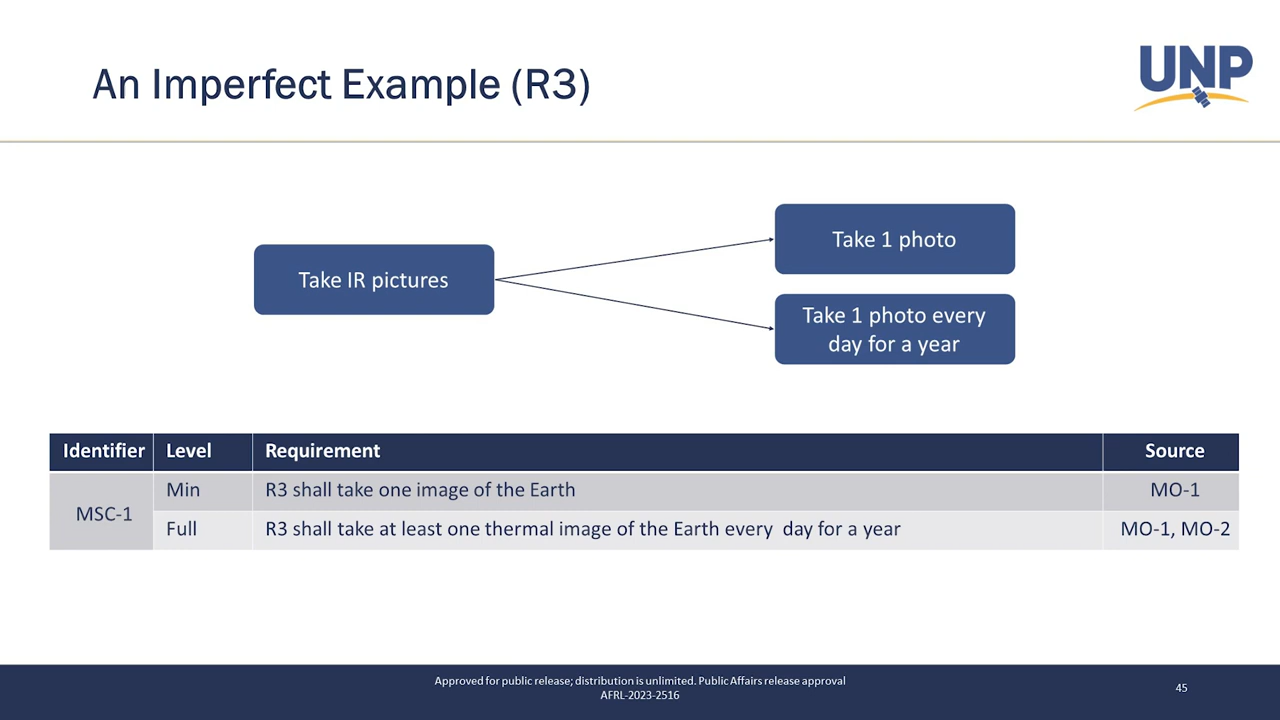 An Imperfect Example (R3)
UNP
Take IR pictures
Take 1 photo
Take 1 photo every
day for a year
Identifier Level Requirement Source
MSC-1
Min R3 shall take one image of the Earth MO-1
Full R3 shall take at least one thermal image of the Earth every day for a year MO-1, MO-2
Approved for public release; distribution is unlimited. Public Affairs release approval
AFRL-2023-2516
45